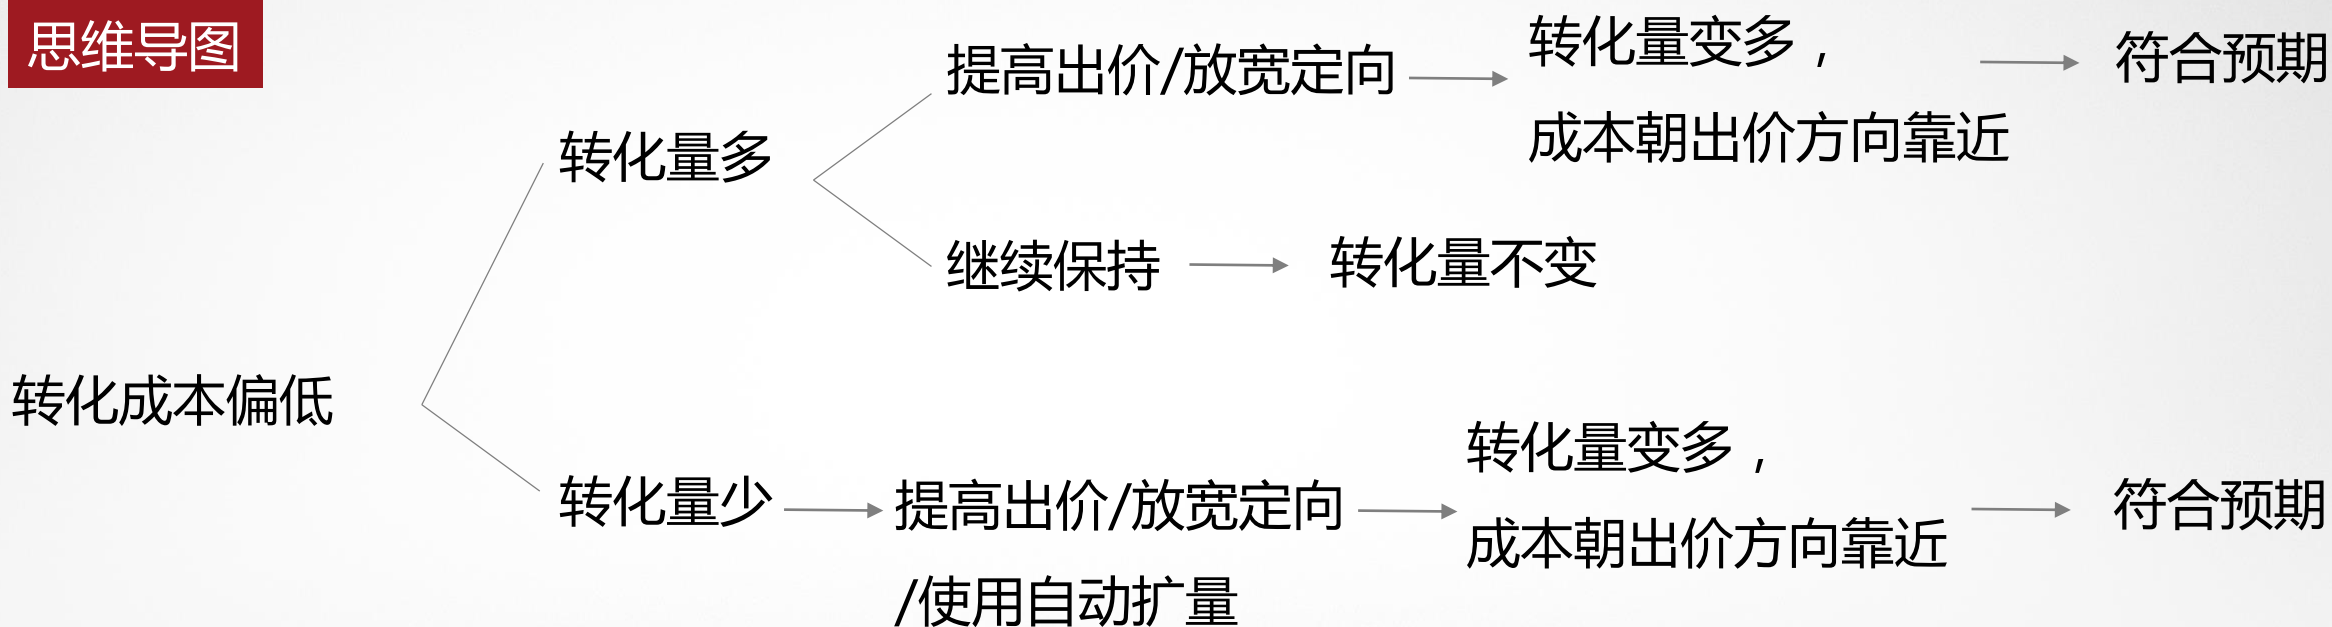 思维导图
转化成本偏低
转化量多
提高出价/放宽定向
转化量变多，
成本朝出价方向靠近
符合预期
继续保持
转化量不变
转化量少
提高出价/放宽定向
/使用自动扩量
转化量变多，
成本朝出价方向靠近
符合预期